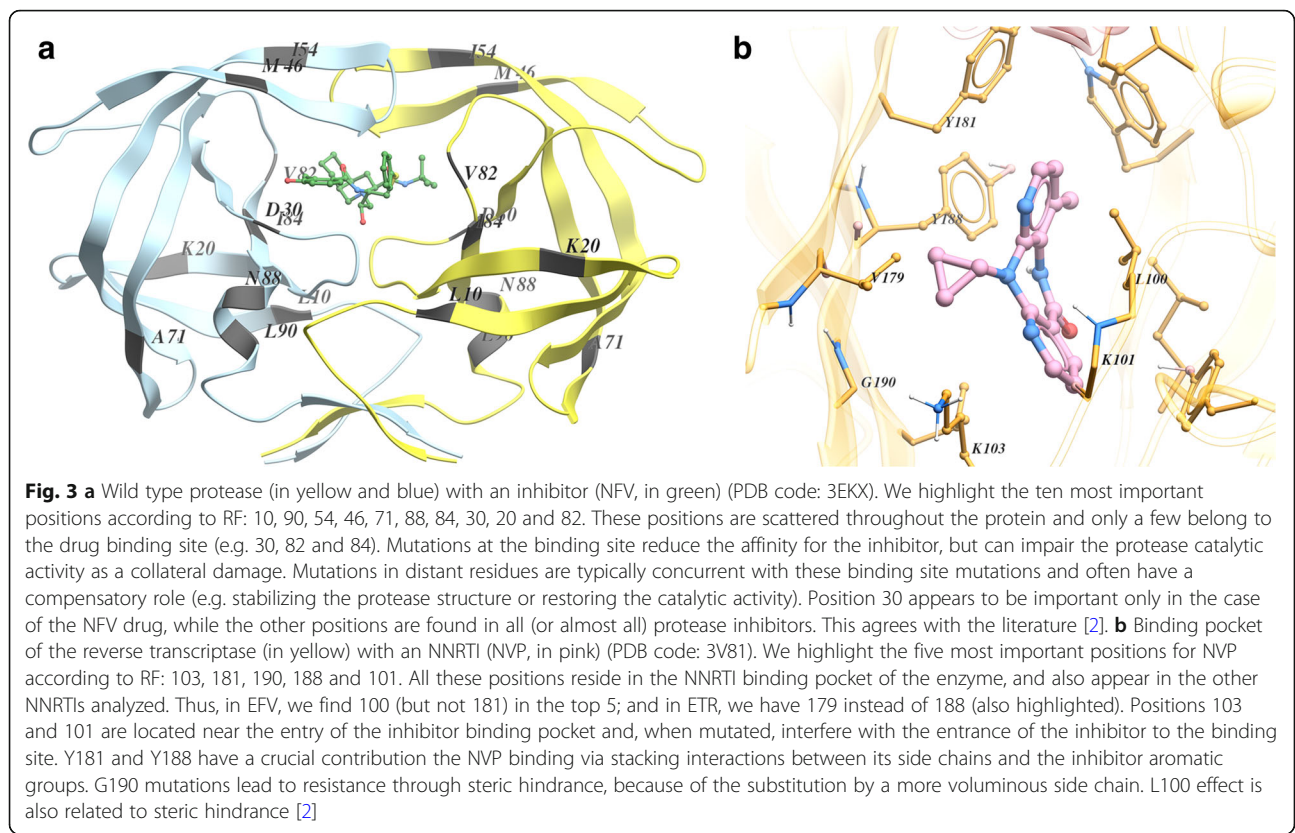 a
I54
I54
M46
M46
V82
V82
D30
D30
I84
I84
K20
K20
N88
N88
L10
L10
L90
L90
A71
A71
b
Y181
Y188
V179
L100
K101
G190
K103
Fig. 3 a Wild type protease (in yellow and blue) with an inhibitor (NFV, in green) (PDB code: 3EKX). We highlight the ten most important
positions according to RF: 10, 90, 54, 46, 71, 88, 84, 30, 20 and 82. These positions are scattered throughout the protein and only a few belong to
the drug binding site (e.g. 30, 82 and 84). Mutations at the binding site reduce the affinity for the inhibitor, but can impair the protease catalytic
activity as a collateral damage. Mutations in distant residues are typically concurrent with these binding site mutations and often have a
compensatory role (e.g. stabilizing the protease structure or restoring the catalytic activity). Position 30 appears to be important only in the case
of the NFV drug, while the other positions are found in all (or almost all) protease inhibitors. This agrees with the literature [2]. b Binding pocket
of the reverse transcriptase (in yellow) with an NNRTI (NVP, in pink) (PDB code: 3V81). We highlight the five most important positions for NVP
according to RF: 103, 181, 190, 188 and 101. All these positions reside in the NNRTI binding pocket of the enzyme, and also appear in the other
NNRTIs analyzed. Thus, in EFV, we find 100 (but not 181) in the top 5; and in ETR, we have 179 instead of 188 (also highlighted). Positions 103
and 101 are located near the entry of the inhibitor binding pocket and, when mutated, interfere with the entrance of the inhibitor to the binding
site. Y181 and Y188 have a crucial contribution the NVP binding via stacking interactions between its side chains and the inhibitor aromatic
groups. G190 mutations lead to resistance through steric hindrance, because of the substitution by a more voluminous side chain. L100 effect is
also related to steric hindrance [2]